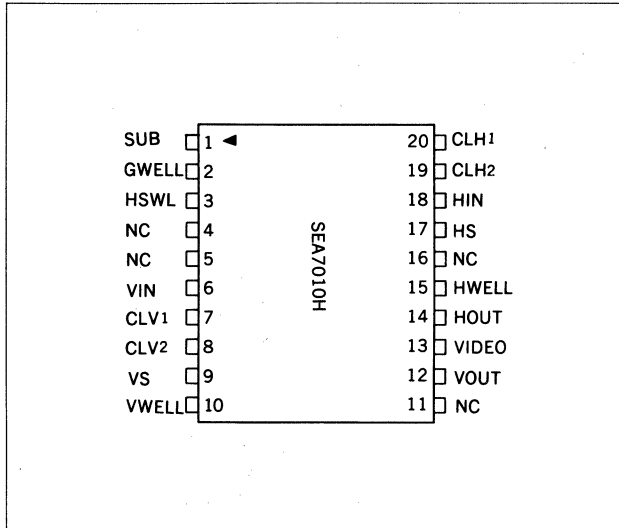 SUB 1 20 CLH1
GWELL 2 19 CLH2
HSWL 3 18 HIN
NC 4 17 HS
NC 5 16 NC
VIN 6 15 HWELL
CLV1 7 14 HOUT
CLV2 8 13 VIDEO
VS 9 12 VOUT
VWELL 10 11 NC
SEA7010H